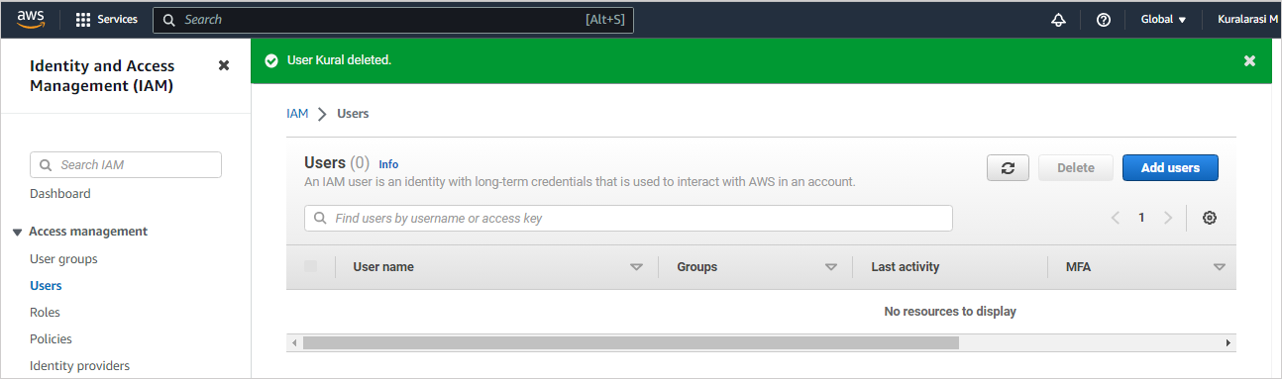 aws Services Search [Alt+S] Global Kuralarasi M
Identity and Access
Management (IAM)
Search IAM
Dashboard
Access management
User groups
Users
Roles
Policies
Identity providers
User Kural deleted.
IAM Users
Users (0) Info
Delete Add users
An IAM user is an identity with long-term credentials that is used to interact with AWS in an account.
Find users by username or access key
1
User name Groups Last activity MFA
No resources to display